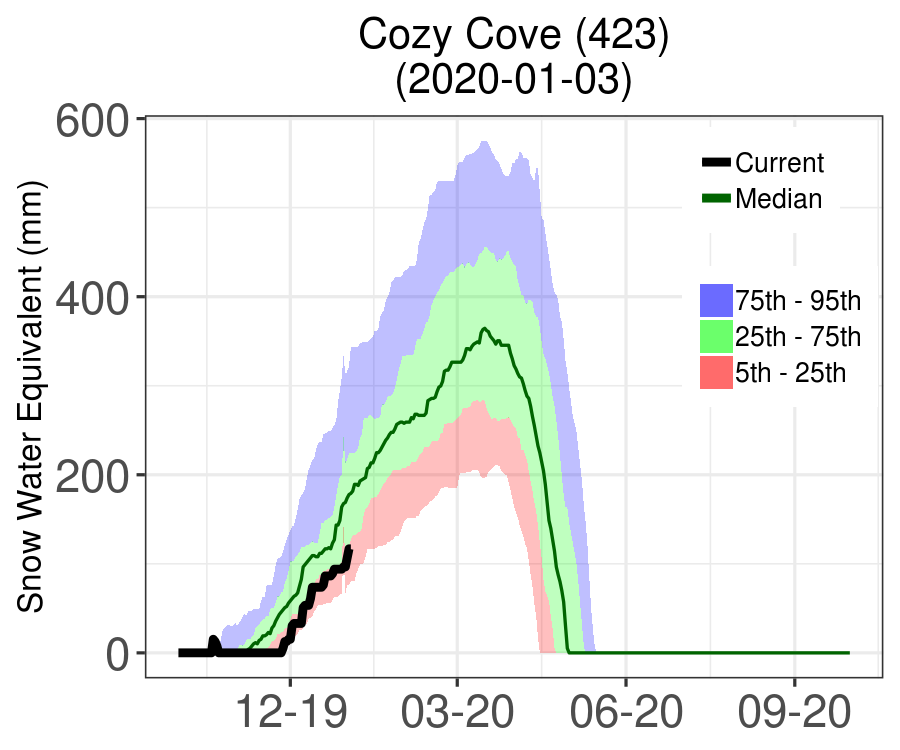 Cozy Cove (423)
(2020-01-03)
Snow Water Equivalent (mm)
600
400
200
0
12-19
03-20
06-20
09-20
Current
Median
75th - 95th
25th - 75th
5th - 25th